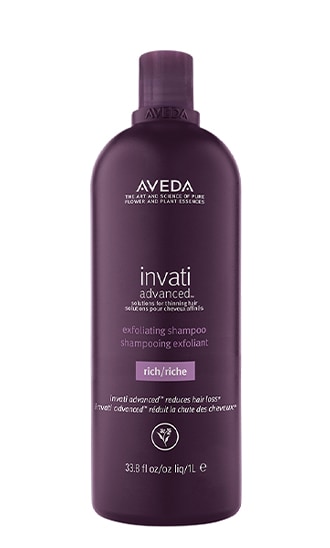 AVEDA
THE ART AND SCIENCE OF PURE
FLOWER AND PLANT ESSENCES
invati
advanced™
solutions for thinning hair
solutions pour cheveux affinés
exfoliating shampoo
shampooing exfoliant
rich/riche
invati advanced™ reduces hair loss*
invati advanced™ réduit la chute des cheveux*
33.8 fl oz/oz liq/1L e